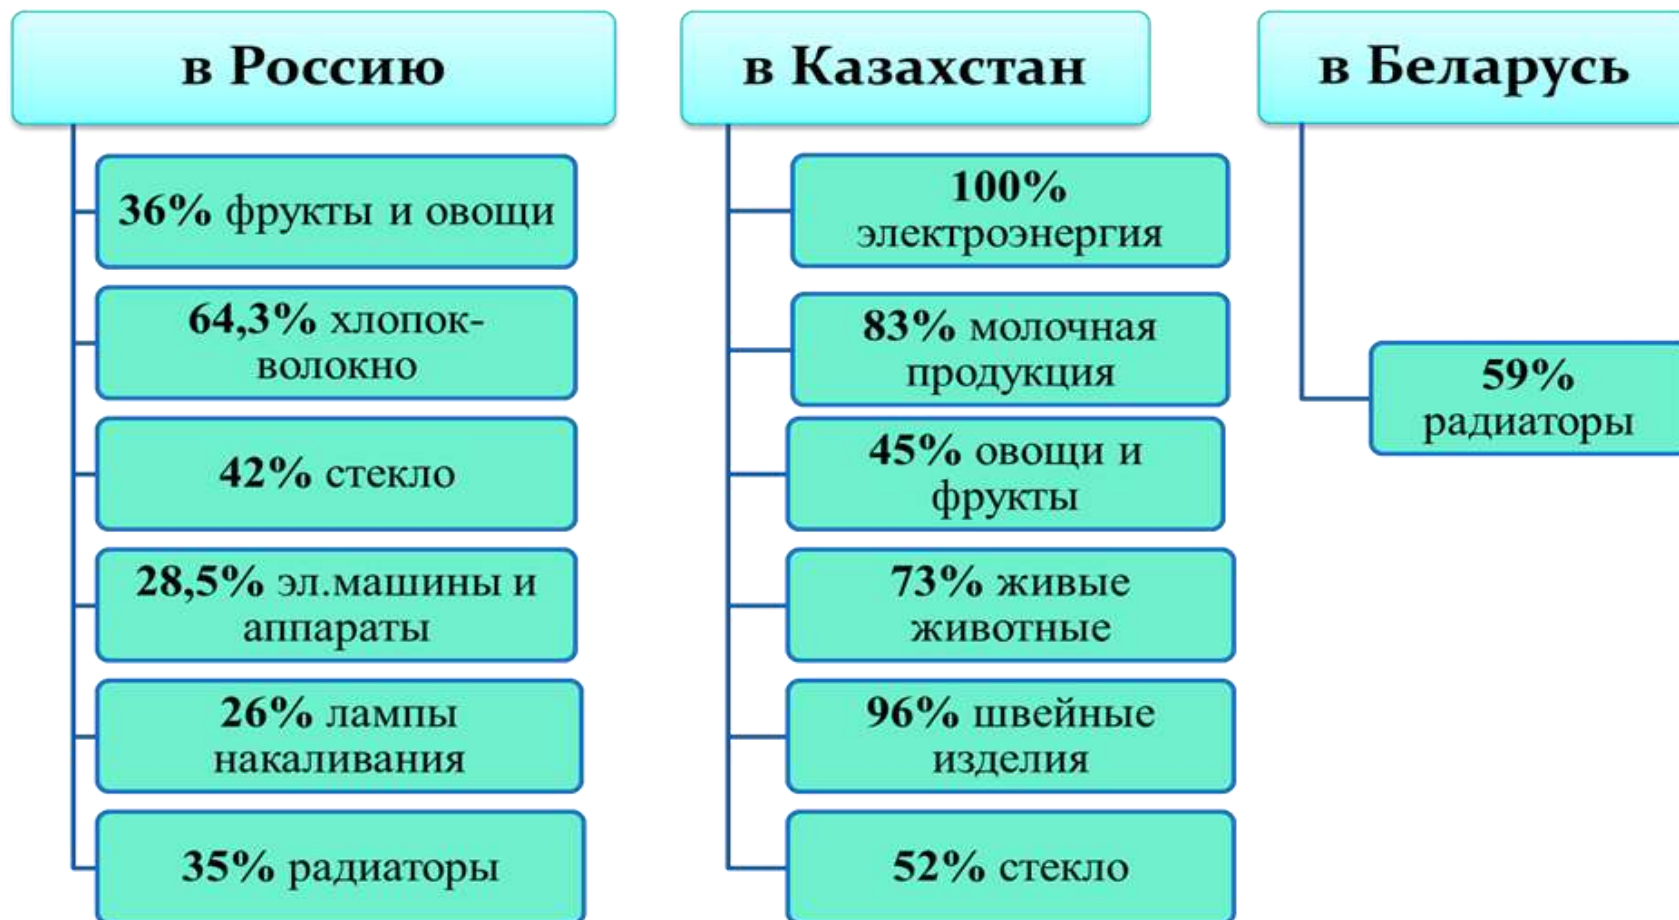 в Россию
36% фрукты и овощи
64,3% хлопок-
волокно
42% стекло
28,5% эл.машины и
аппараты
26% лампы
накаливания
35% радиаторы
в Казахстан
100%
электроэнергия
83% молочная
продукция
45% овощи и
фрукты
73% живые
животные
96% швейные
изделия
52% стекло
в Беларусь
59%
радиаторы